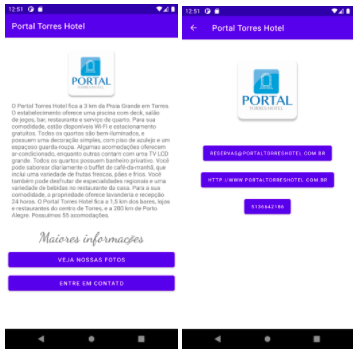 12:51
Portal Torres Hotel
PORTAL
TORRES HOTEL
O Portal Torres Hotel fica a 3 km da Praia Grande em Torres.
O estabelecimento oferece uma piscina com deck, salão
de jogos, bar, restaurante e serviço de quarto. Para sua
comodidade, estão disponíveis Wi-Fi e estacionamento
gratuitos. Todos os quartos são bem-iluminados, e
possuem uma decoração simples, com piso de azulejo e um
espaçoso guarda-roupa. Algumas acomodações oferecem
ar-condicionado, enquanto outras contam com uma TV LCD
grande. Todos os quartos possuem banheiro privativo. Você
pode saborear diariamente o buffet de café-da-manhã, que
inclui uma variedade de frutas frescas, pães e frios. Você
também pode desfrutar de especialidades regionais e uma
variedade de bebidas no restaurante da casa. Para a sua
comodidade, a propriedade oferece lavanderia e recepção
24 horas. O Portal Torres Hotel fica a 1,5 km dos bares, lojas
e restaurantes do centro de Torres, e a 200 km de Porto
Alegre. Possuímos 55 acomodações.
Maiores informações
VEJA NOSSAS FOTOS
ENTRE EM CONTATO
12:51
Portal Torres Hotel
PORTAL
TORRES HOTEL
RESERVAS@PORTALTORRESHOTEL.COM.BR
HTTP://WWW.PORTALTORRESHOTEL.COM.BR
5136642186